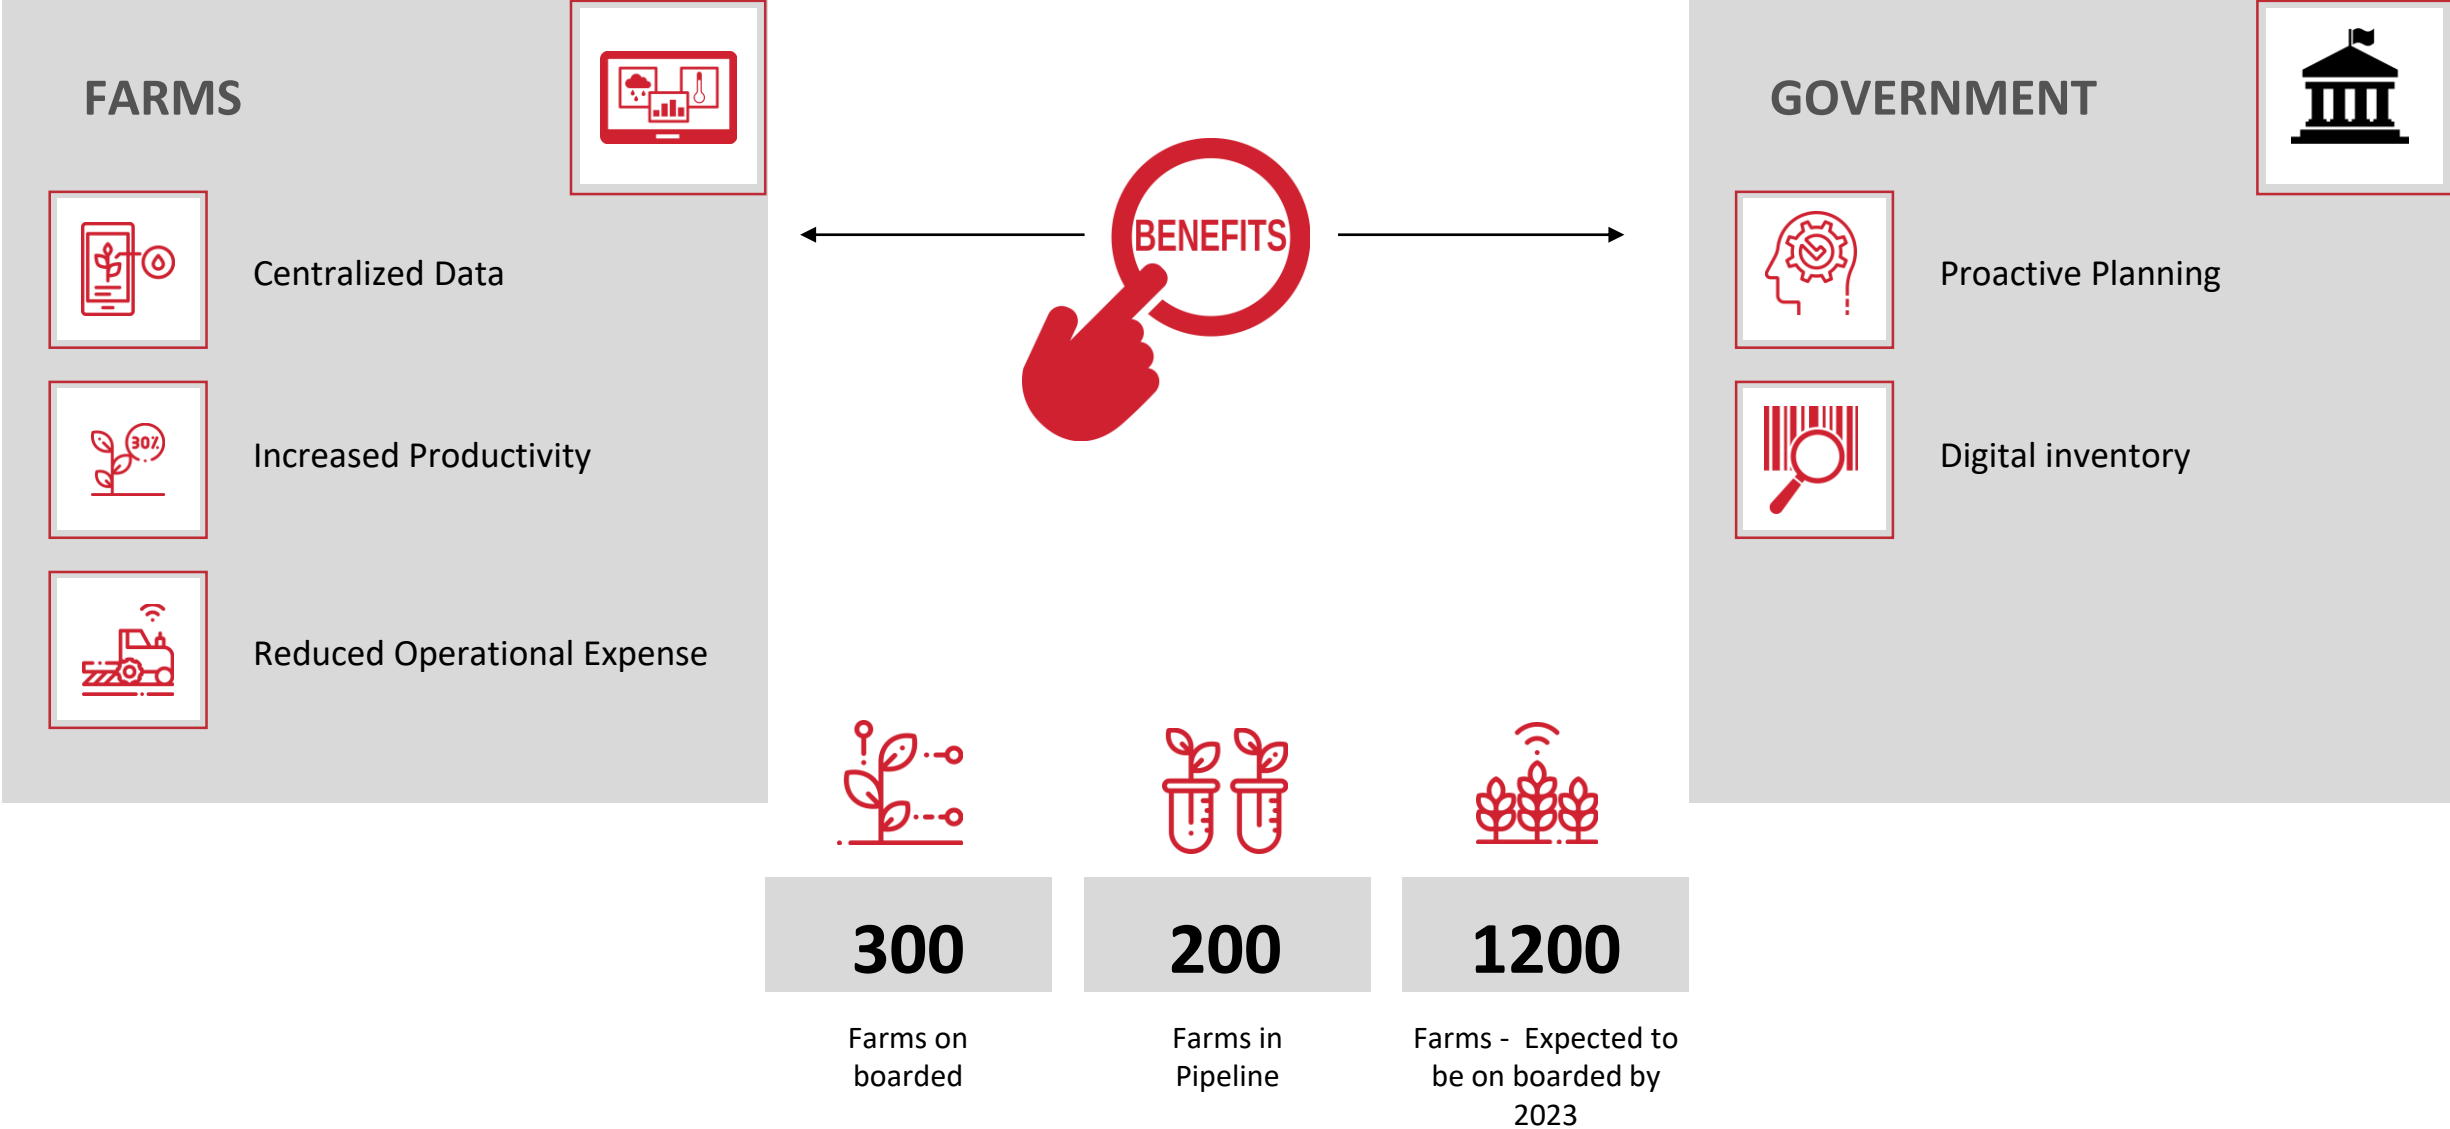 FARMS
Centralized Data
30%
Increased Productivity
Reduced Operational Expense
BENEFITS
GOVERNMENT
Proactive Planning
Digital inventory
300
Farms on
boarded
200
Farms in
Pipeline
1200
Farms - Expected to
be on boarded by
2023